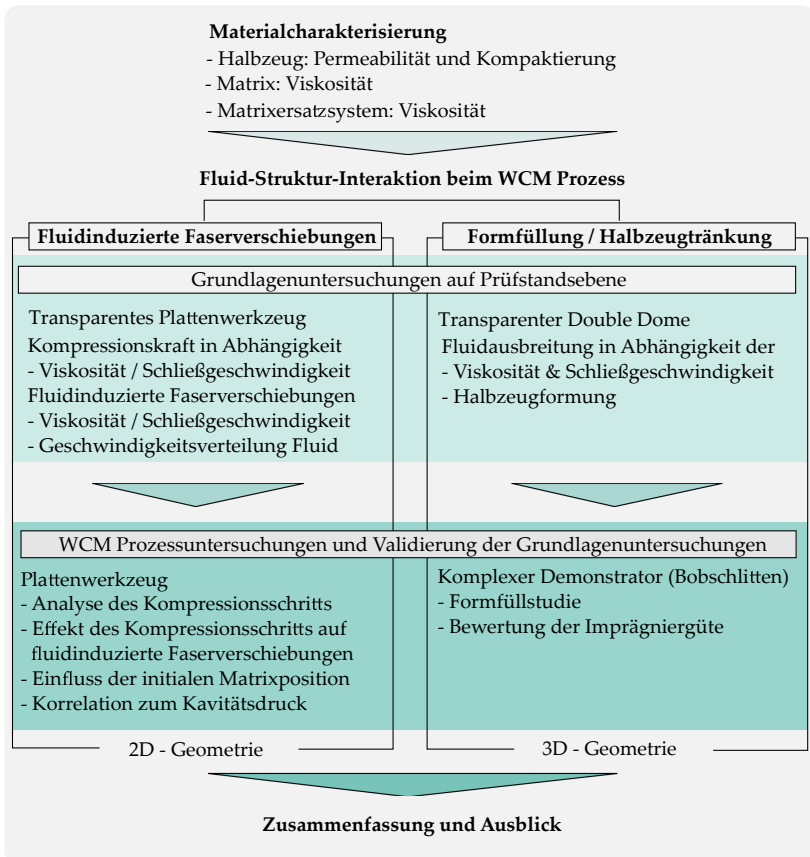 Materialcharakterisierung
- Halbzeug: Permeabilität und Kompaktierung
- Matrix: Viskosität
- Matrixersatzsystem: Viskosität
Fluid-Struktur-Interaktion beim WCM Prozess
Fluidinduzierte Faserverschiebungen
Formfüllung / Halbzeugtränkung
Grundlagenuntersuchungen auf Prüfstandsebene
Transparentes Plattenwerkzeug
Kompressionskraft in Abhängigkeit
- Viskosität / Schließgeschwindigkeit
Fluidinduzierte Faserverschiebungen
- Viskosität / Schließgeschwindigkeit
- Geschwindigkeitsverteilung Fluid
Transparenter Double Dome
Fluidausbreitung in Abhängigkeit der
- Viskosität & Schließgeschwindigkeit
- Halbzeugformung
WCM Prozessuntersuchungen und Validierung der Grundlagenuntersuchungen
Plattenwerkzeug
- Analyse des Kompressionsschritts
- Effekt des Kompressionsschritts auf
fluidinduzierte Faserverschiebungen
- Einfluss der initialen Matrixposition
- Korrelation zum Kavitätsdruck
Komplexer Demonstrator (Bobschlitten)
- Formfüllstudie
- Bewertung der Imprägniergüte
2D - Geometrie
3D - Geometrie
Zusammenfassung und Ausblick